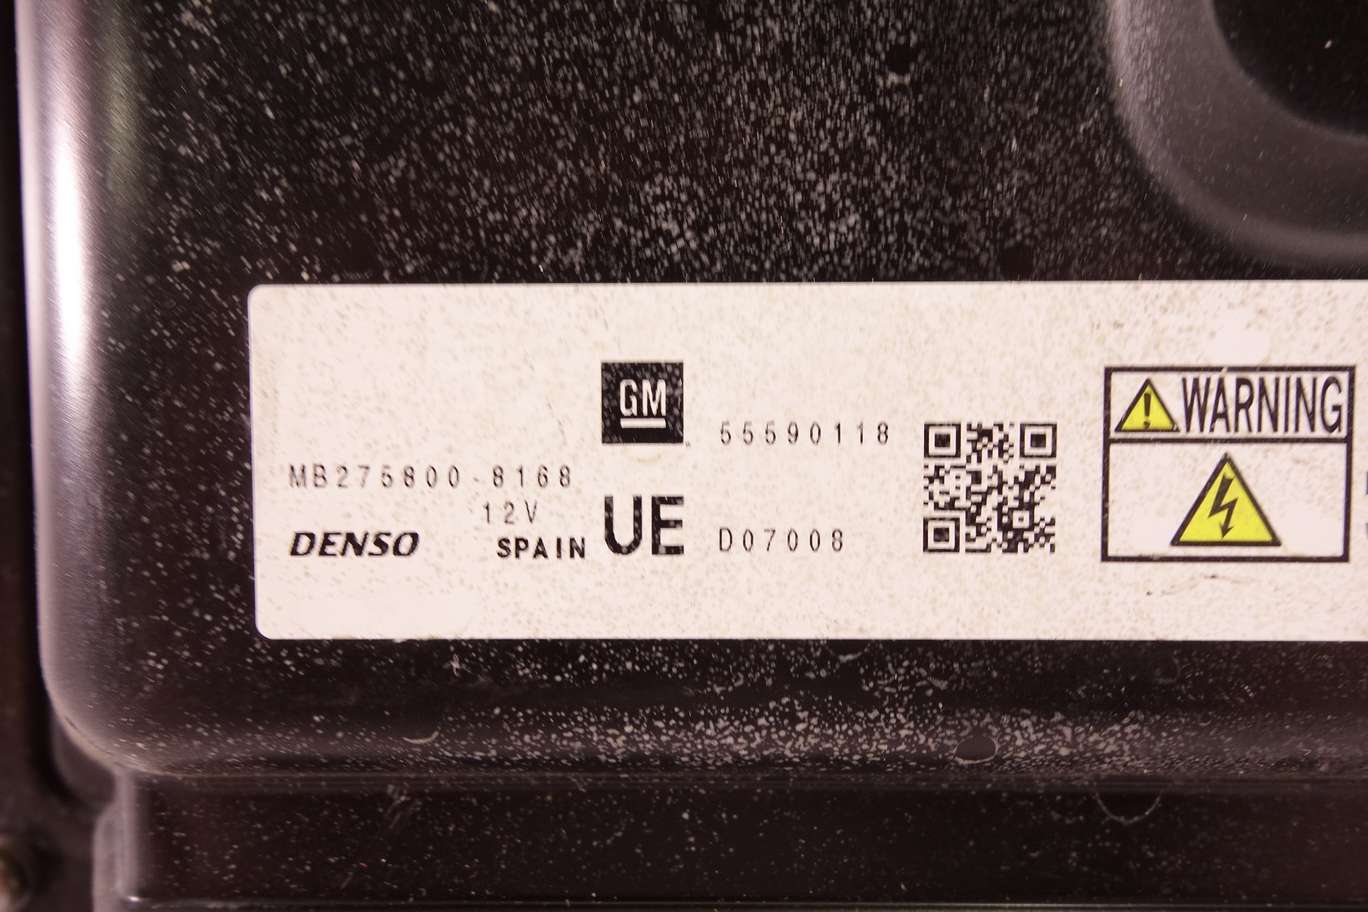 GM
55590118
MB275800-8168
12V
DENSO
SPAIN
UE
D07008
WARNING